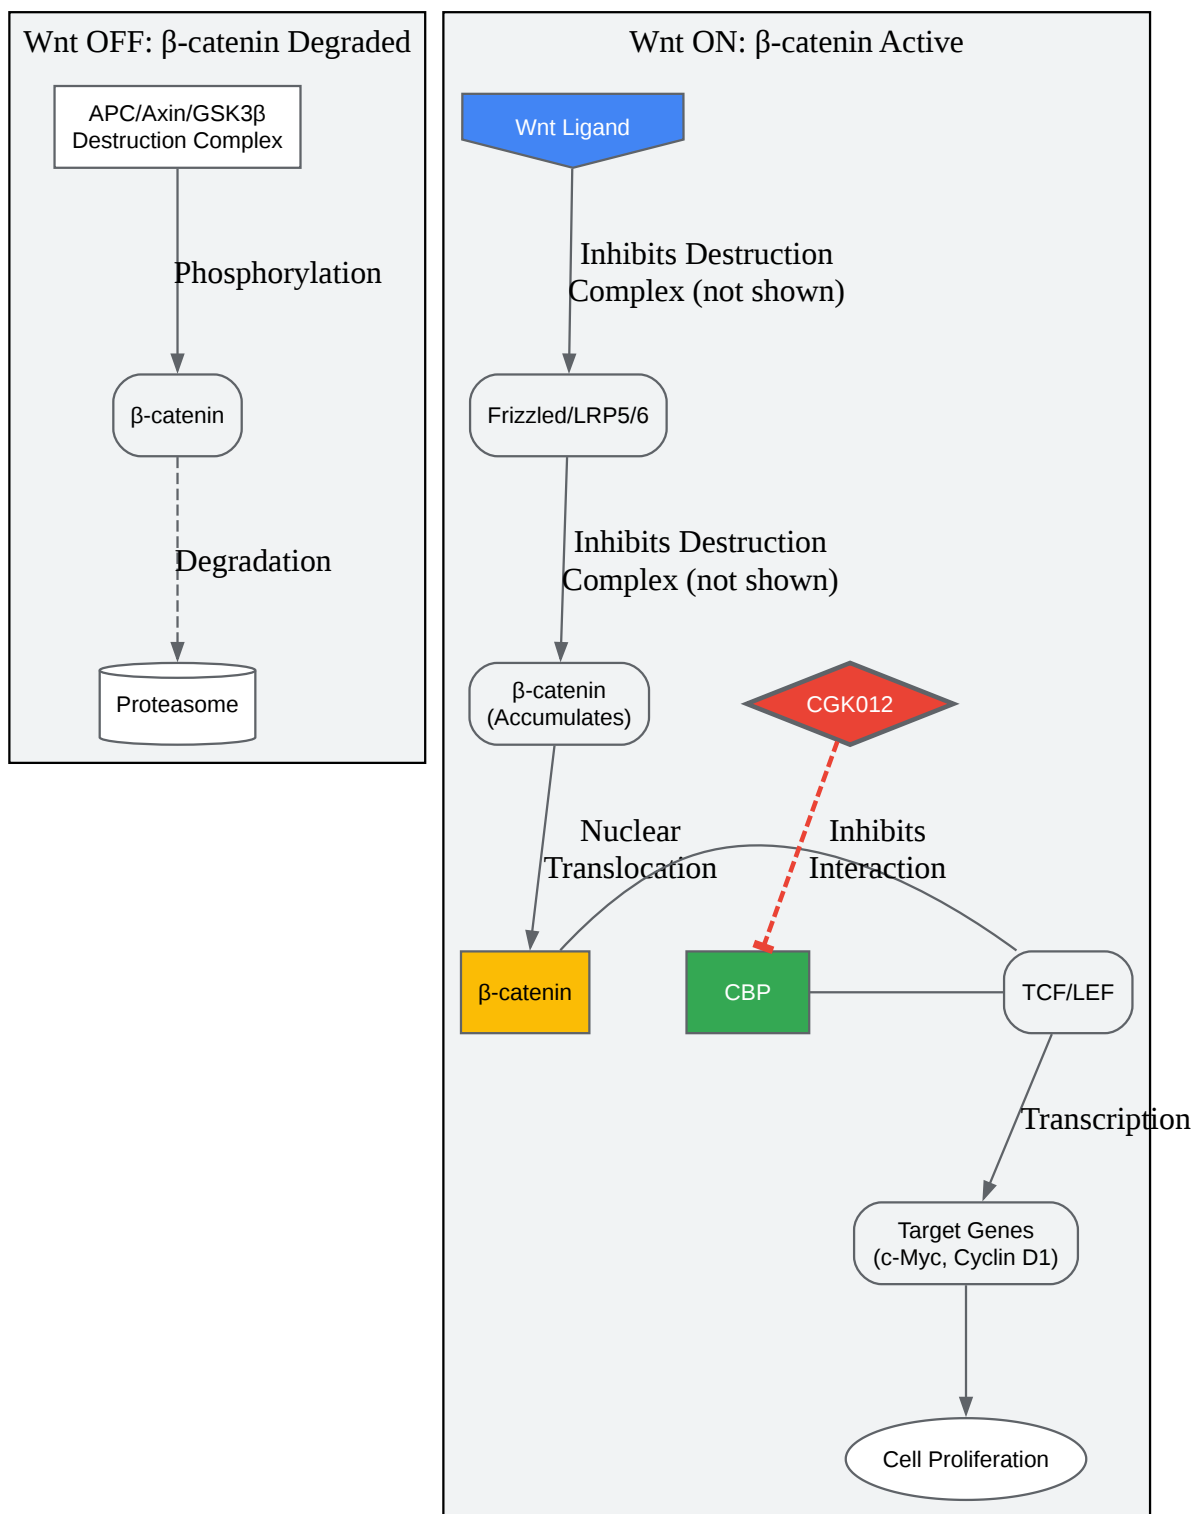 Wnt OFF: β-catenin Degraded
APC/Axin/GSK3β
Destruction Complex
Phosphorylation
β-catenin
Degradation
Proteasome
Wnt ON: β-catenin Active
Wnt Ligand
Inhibits Destruction
Complex (not shown)
Frizzled/LRP5/6
Inhibits Destruction
Complex (not shown)
β-catenin
(Accumulates)
CGK012
Nuclear
Translocation
Inhibits
Interaction
β-catenin
CBP
TCF/LEF
Transcription
Target Genes
(c-Myc, Cyclin D1)
Cell Proliferation